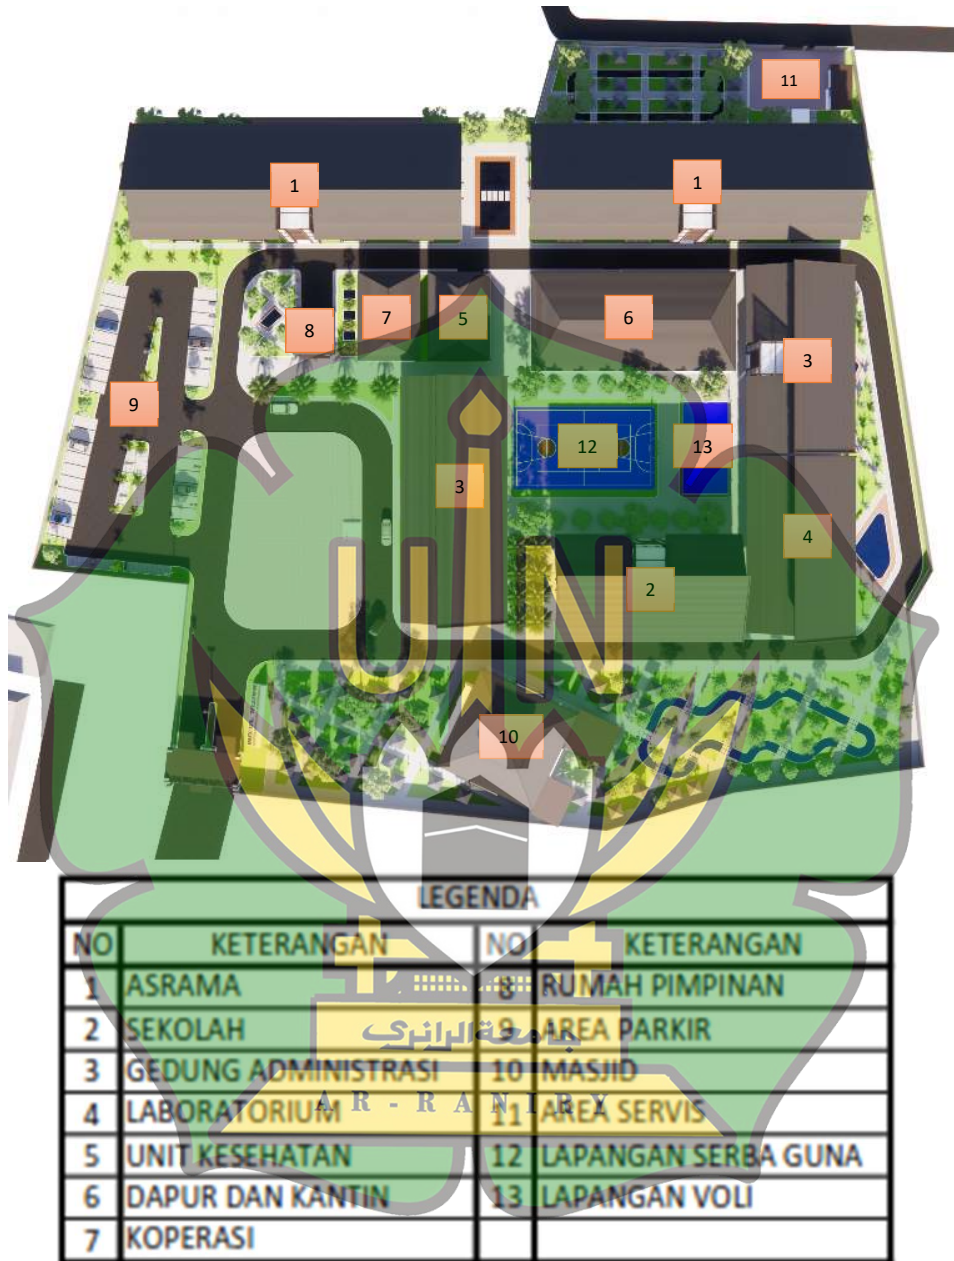 11
1
1
8
7
5
6
3
9
12
13
3
4
2
10
UIN
LEGENDA
NO KETERANGAN NO KETERANGAN
1 ASRAMA 8 RUMAH PIMPINAN
2 SEKOLAH 9 AREA PARKIR
3 GEDUNG ADMINISTRASI 10 MASJID
4 LABORATORIUM 11 AREA SERVIS
5 UNIT KESEHATAN 12 LAPANGAN SERBA GUNA
6 DAPUR DAN KANTIN 13 LAPANGAN VOLI
7 KOPERASI
جامعة الرانري
AR-RANIRY